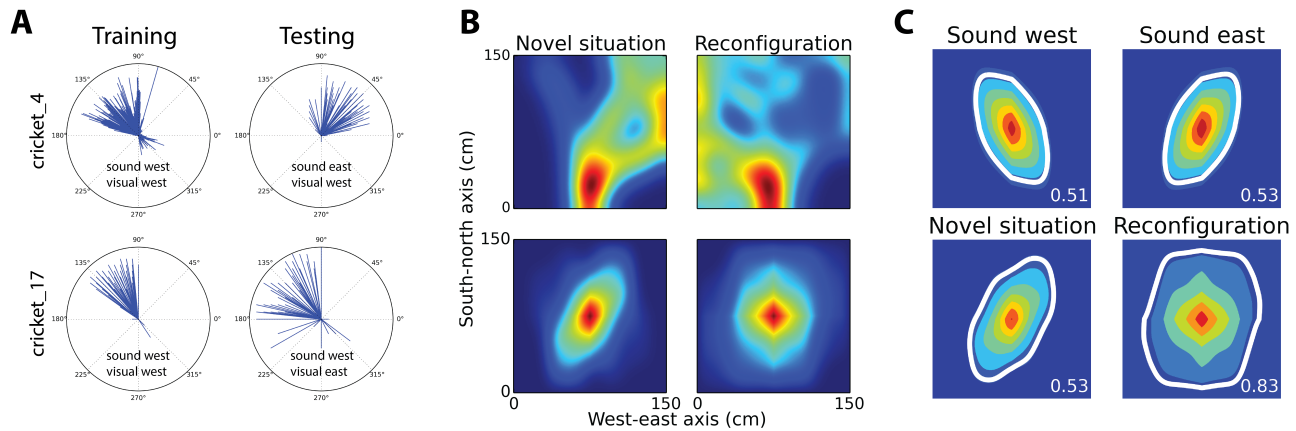 A
Training
Testing
cricket_4
90°
135°
45°
180°
0°
sound west
visual west
225°
315°
270°
90°
135°
45°
180°
0°
sound east
visual west
225°
315°
270°
cricket_17
90°
135°
45°
180°
0°
sound west
visual west
225°
315°
270°
90°
135°
45°
180°
0°
sound west
visual east
225°
315°
270°
B
Novel situation
Reconfiguration
South-north axis (cm)
150
0
150
0
0
150
0
150
West-east axis (cm)
C
Sound west
Sound east
0.51
0.53
Novel situation
Reconfiguration
0.53
0.83